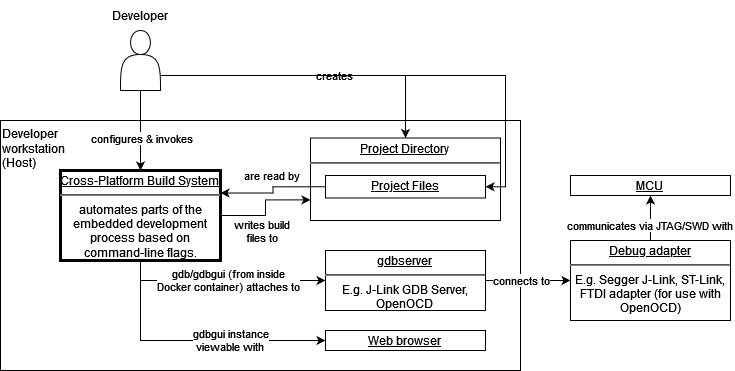 Developer
creates
Developer
workstation
(Host)
configures & invokes
Project Directory
Project Files
are read by
Cross-Platform Build System
automates parts of the
embedded development
process based on
command-line flags.
writes build
files to
MCU
communicates via JTAG/SWD with
Debug adapter
E.g. Segger J-Link, ST-Link,
FTDI adapter (for use with
OpenOCD)
gdb/gdbgui (from inside
Docker container) attaches to
gdbserver
E.g. J-Link GDB Server,
OpenOCD
connects to
gdbgui instance
viewable with
Web browser